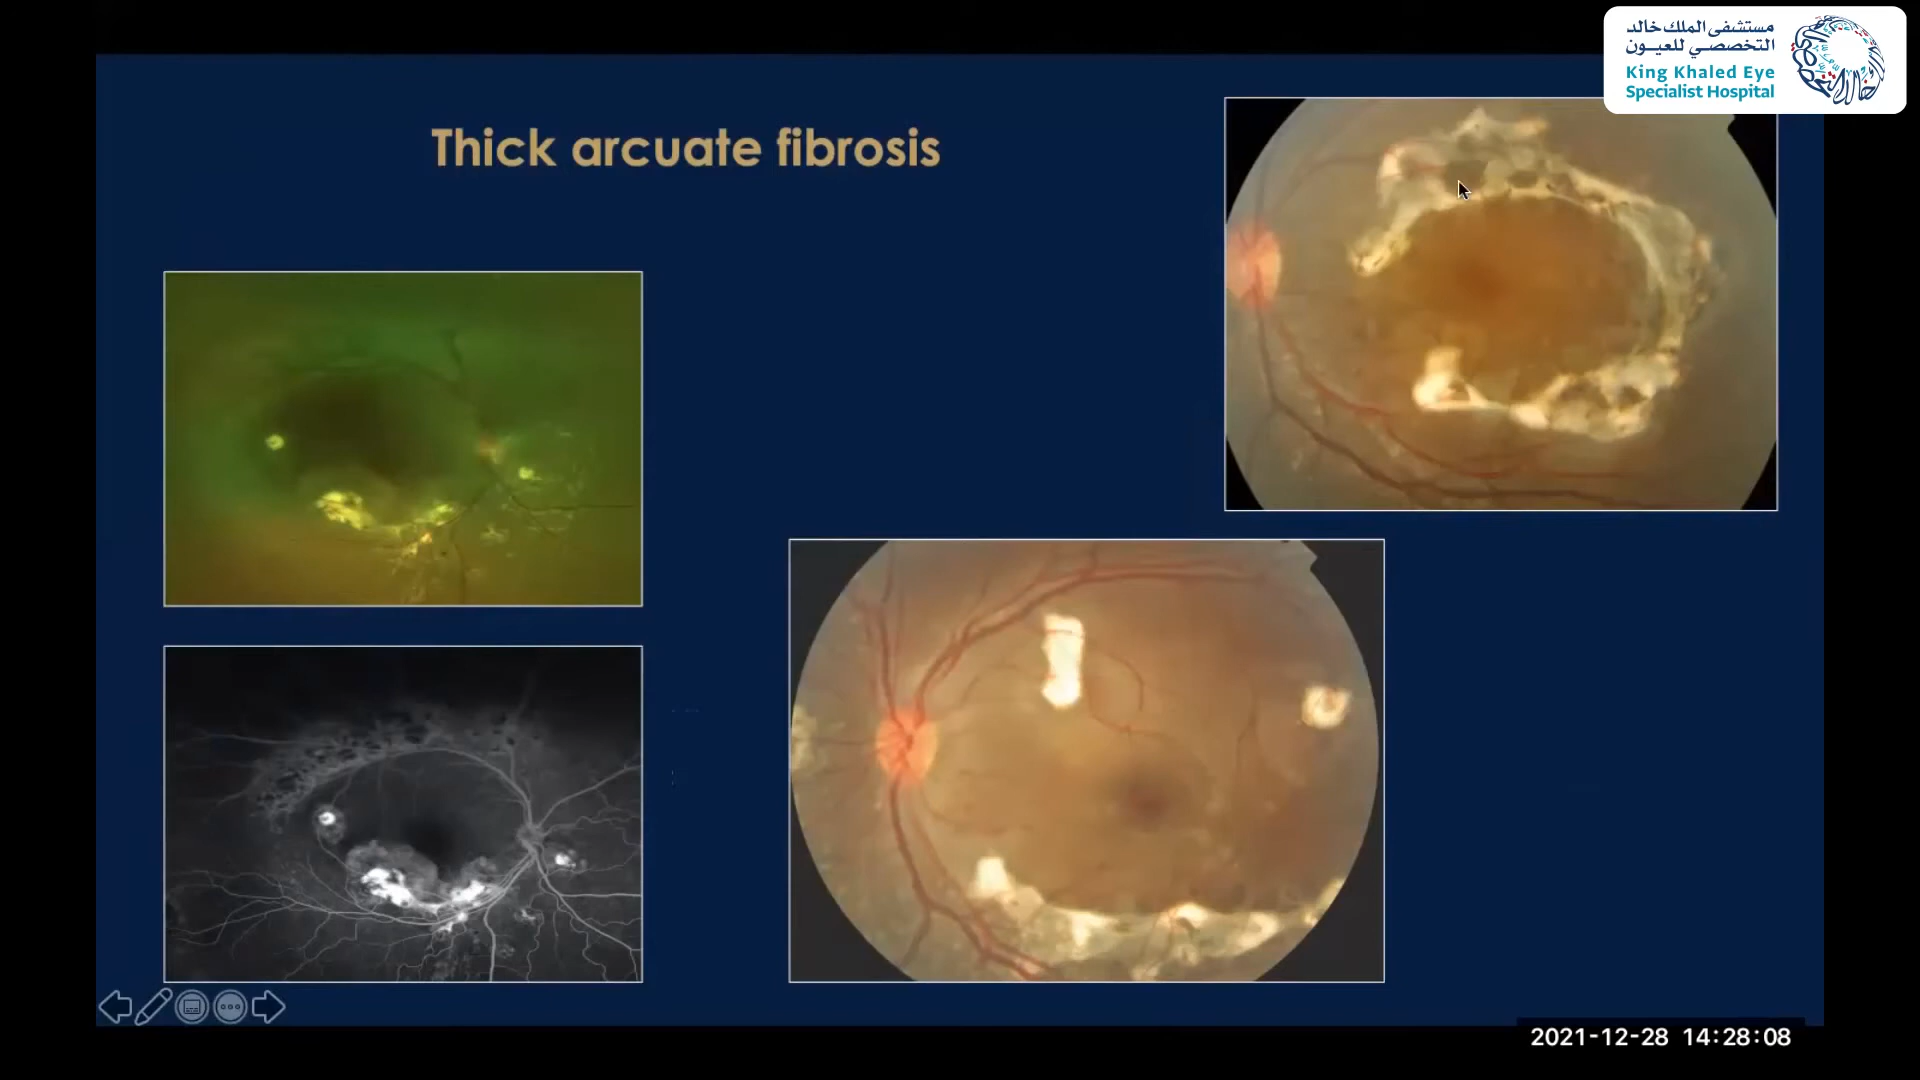 مستشفى الملك خالد
التخصصي للعيون
King Khaled Eye
Specialist Hospital
Thick arcuate fibrosis
2021-12-28 14:28:08